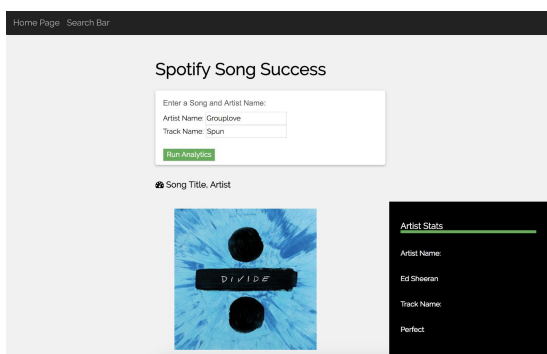 Home Page Search Bar
Spotify Song Success
Enter a Song and Artist Name:
Artist Name: Grouplove
Track Name: Spun
Run Analytics
Song Title, Artist
DIVIDE
Artist Stats
Artist Name:
Ed Sheeran
Track Name:
Perfect